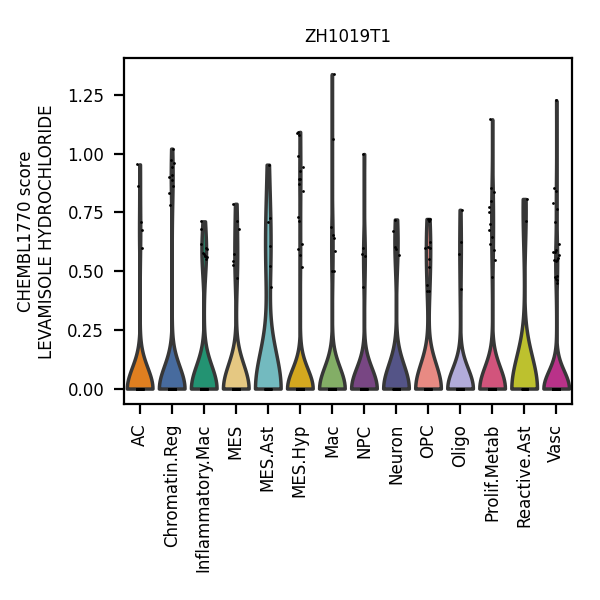 ZH1019T1
CHEMBL1770 score
LEVAMISOLE HYDROCHLORIDE
1.25
1.00
0.75
0.50
0.25
0.00
AC
Chromatin.Reg
Inflammatory.Mac
MES
MES.Ast
MES.Hyp
Mac
NPC
Neuron
OPC
Oligo
Prolif.Metab
Reactive.Ast
Vasc